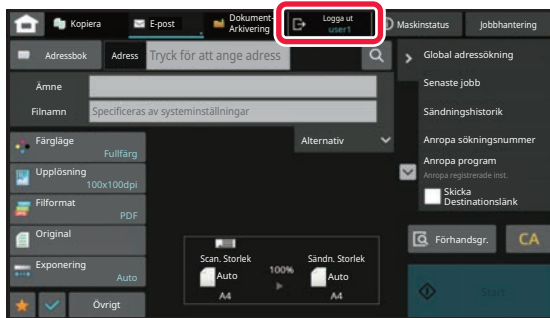 Kopiera
E-post
Dokument-
Arkivering
Logga ut
user1
Maskinstatus
Jobbhantering
Adressbok
Adress
Tryck för att ange adress
Ämne
Filnamn
Specificeras av systeminställningar
Färgläge
Fullfärg
Upplösning
100x100dpi
Filformat
PDF
Original
Exponering
Auto
Övrigt
Alternativ
Scan. Storlek
Auto
A4
100%
Sändn. Storlek
Auto
A4
Global adressökning
Senaste jobb
Sändningshistorik
Anropa sökningsnummer
Anropa program
Anropa registrerade inst.
Skicka
Destinationslänk
Förhandsgr.
CA
Start